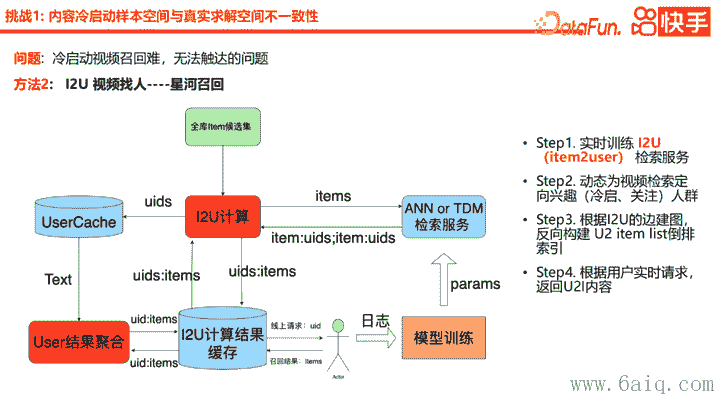 挑战1: 内容冷启动样本空间与真实求解空间不一致性
DataFun.
快手
问题：冷启动视频召回难，无法触达的问题
方法2： I2U 视频找人----星河召回
全库Item候选集
uids
items
UserCache
I2U计算
ANN or TDM
检索服务
item:uids;item:uids
Text
uids:items
uids:items
params
User结果聚合
uid:items
uid:items
I2U计算结果
缓存
线上请求：uid
召回结果：items
Actor
日志
模型训练
• Step1. 实时训练 I2U
（item2user） 检索服务
• Step2. 动态为视频检索定
向兴趣（冷启、关注）人群
• Step3. 根据I2U的边建图，
反向构建 U2 item list倒排
索引
• Step4. 根据用户实时请求，
返回U2I内容
www.6aiq.com